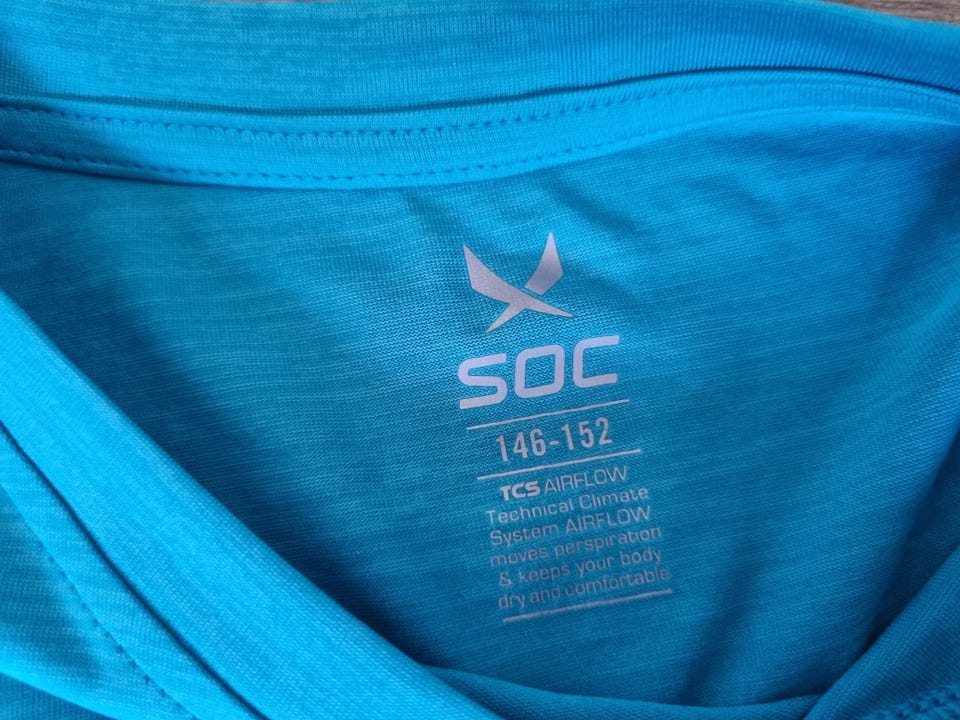 SOC
146-152
TCS AIRFLOW
Technical Climate
System AIRFLOW
moves perspiration
& keeps your body
dry and comfortable